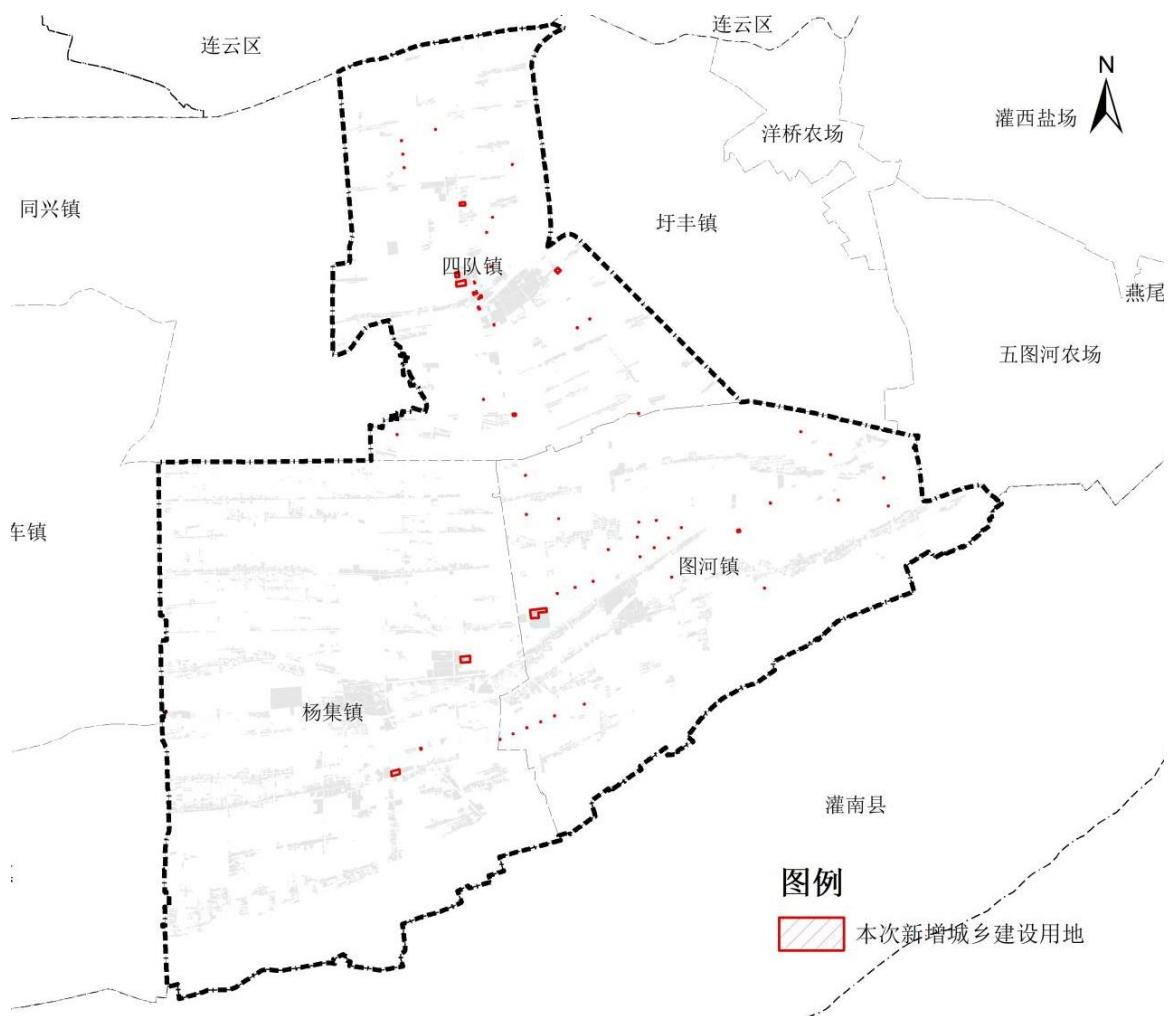 连云区
连云区
N
洋桥农场
灌西盐场
同兴镇
圩丰镇
四队镇
燕尾
五图河农场
车镇
图河镇
杨集镇
灌南县
图例
本次新增城乡建设用地